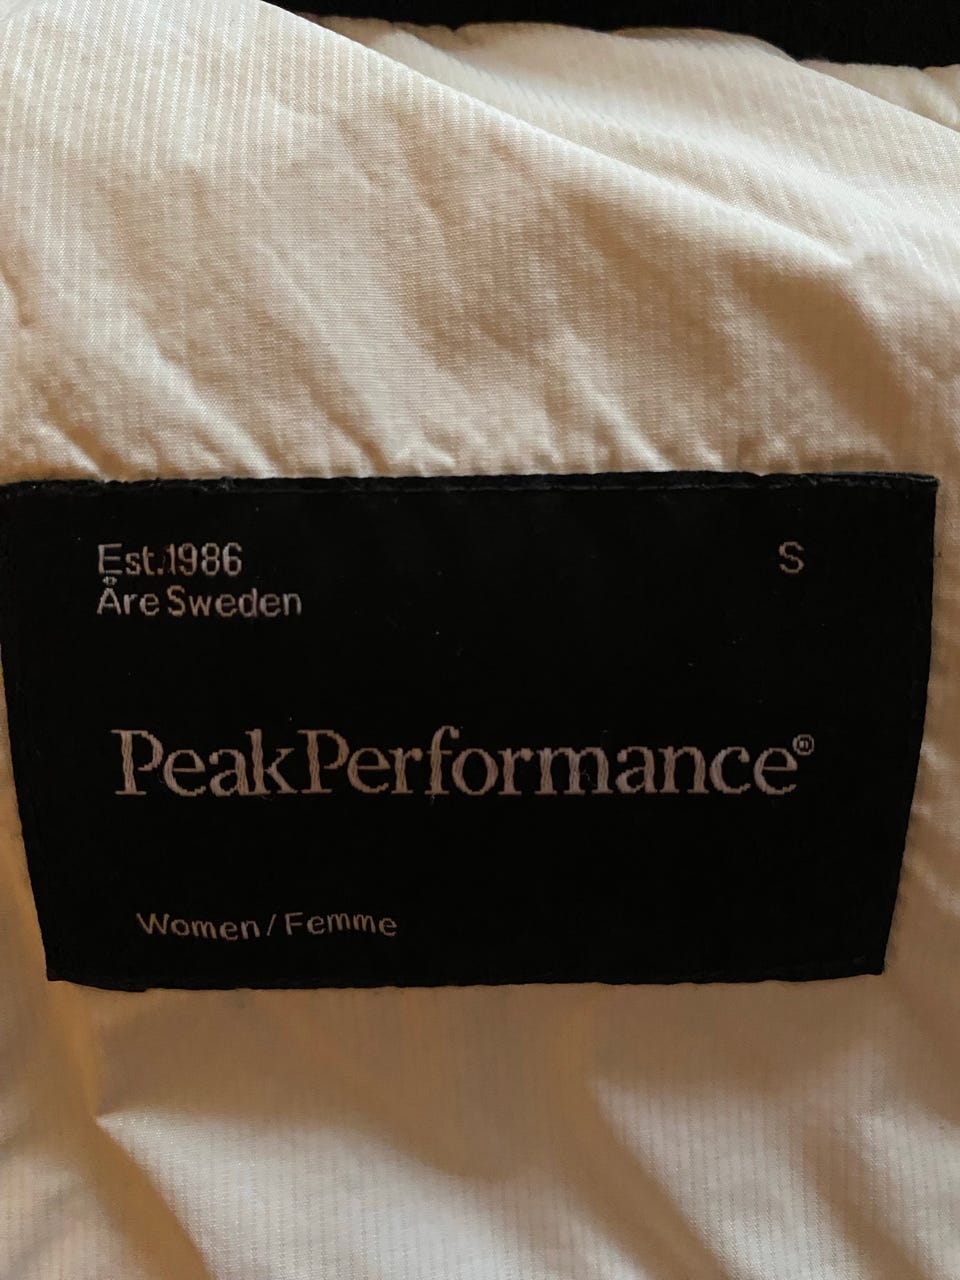 Est.1986
Åre Sweden
S
PeakPerformance®
Women/Femme